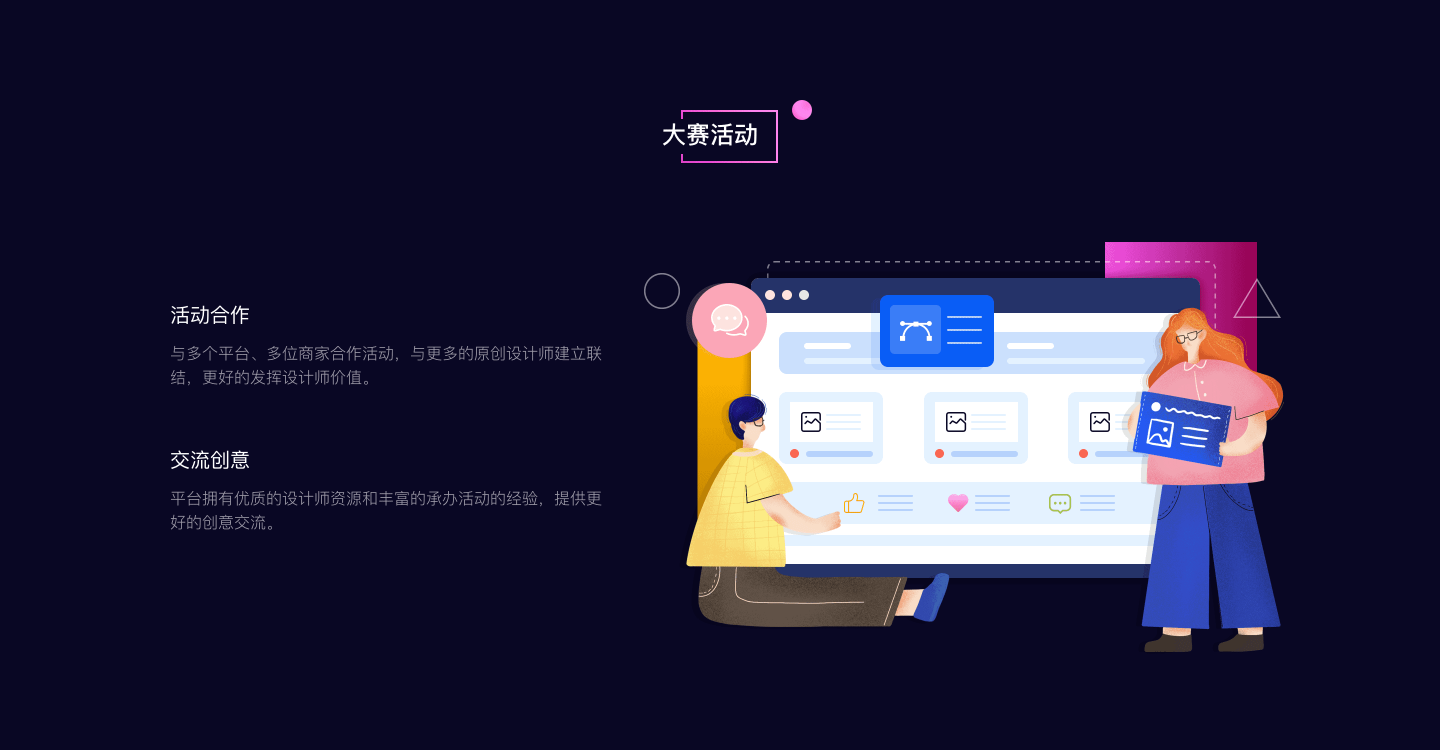 大赛活动
活动合作
与多个平台、多位商家合作活动，与更多的原创设计师建立联
结，更好的发挥设计师价值。
交流创意
平台拥有优质的设计师资源和丰富的承办活动的经验，提供更
好的创意交流。